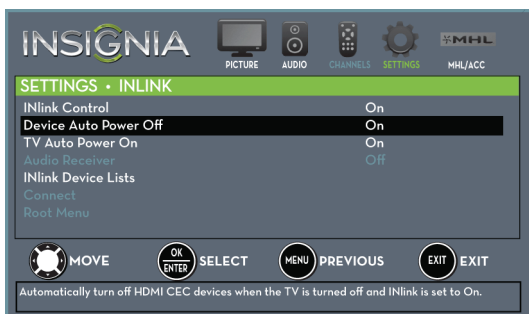 INSIGNIA
MHL
PICTURE AUDIO CHANNELS SETTINGS MHL/ACC
SETTINGS • INLINK
INlink Control On
Device Auto Power Off On
TV Auto Power On On
Audio Receiver Off
INlink Device Lists
Connect
Root Menu
MOVE OK ENTER SELECT MENU PREVIOUS EXIT EXIT
Automatically turn off HDMI CEC devices when the TV is turned off and INlink is set to On.